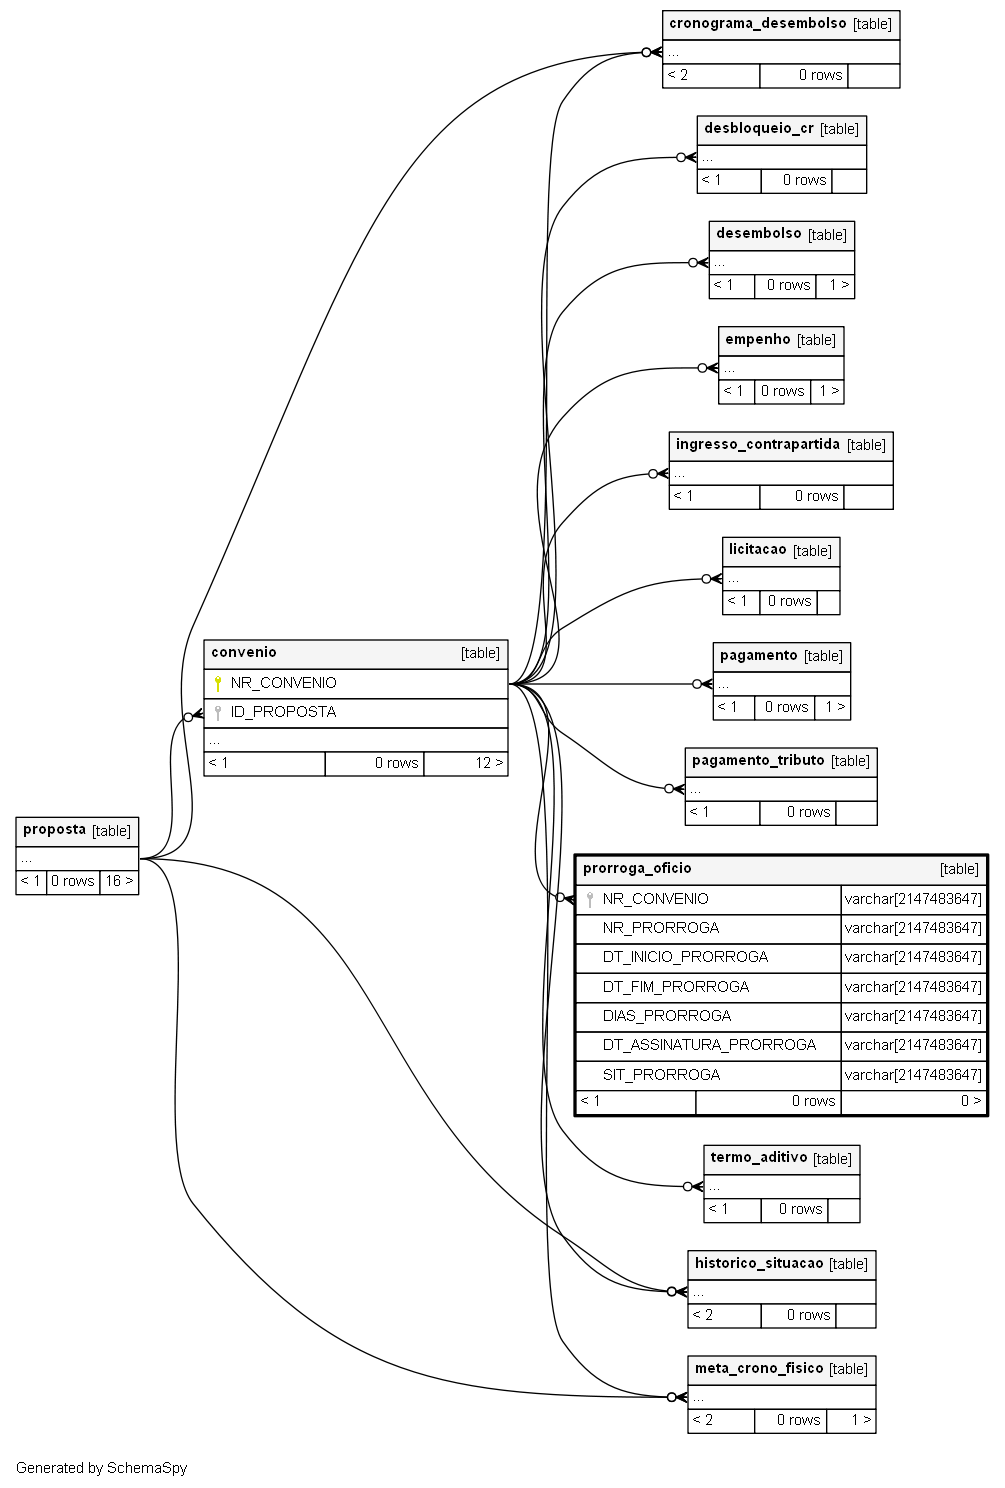 cronograma_desembolso [table]
...
< 2 0 rows
desbloqueio_cr [table]
...
< 1 0 rows
desembolso [table]
...
< 1 0 rows 1 >
empenho [table]
...
< 1 0 rows 1 >
ingresso_contrapartida [table]
...
< 1 0 rows
licitacao [table]
...
< 1 0 rows
convenio [table]
NR_CONVENIO
ID_PROPOSTA
...
< 1 0 rows 12 >
pagamento [table]
...
< 1 0 rows 1 >
pagamento_tributo [table]
...
< 1 0 rows
proposta [table]
...
< 1 0 rows 16 >
prorroga_oficio [table]
NR_CONVENIO varchar[2147483647]
NR_PRORROGA varchar[2147483647]
DT_INICIO_PRORROGA varchar[2147483647]
DT_FIM_PRORROGA varchar[2147483647]
DIAS_PRORROGA varchar[2147483647]
DT_ASSINATURA_PRORROGA varchar[2147483647]
SIT_PRORROGA varchar[2147483647]
< 1 0 rows 0 >
termo_aditivo [table]
...
< 1 0 rows
historico_situacao [table]
...
< 2 0 rows
meta_crono_fisico [table]
...
< 2 0 rows 1 >
Generated by SchemaSpy